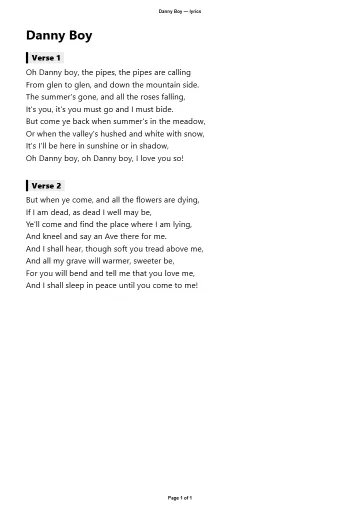 Danny Boy — lyrics
Danny Boy
Verse 1
Oh Danny boy, the pipes, the pipes are calling
From glen to glen, and down the mountain side.
The summer's gone, and all the roses falling,
It's you, it's you must go and I must bide.
But come ye back when summer's in the meadow,
Or when the valley's hushed and white with snow,
It's I'll be here in sunshine or in shadow,
Oh Danny boy, oh Danny boy, I love you so!
Verse 2
But when ye come, and all the flowers are dying,
If I am dead, as dead I well may be,
Ye'll come and find the place where I am lying,
And kneel and say an Ave there for me.
And I shall hear, though soft you tread above me,
And all my grave will warmer, sweeter be,
For you will bend and tell me that you love me,
And I shall sleep in peace until you come to me!
Page 1 of 1